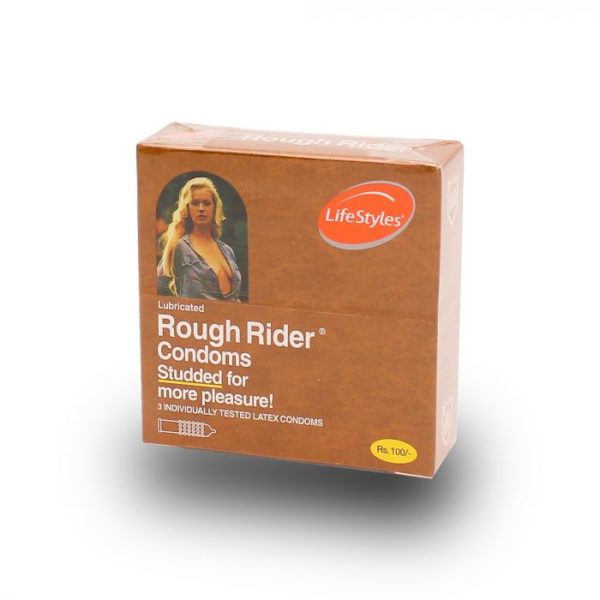 Rough Rider®
LifeStyles®
Lubricated
Rough Rider®
Condoms
Studded for
more pleasure!
3 INDIVIDUALLY TESTED LATEX CONDOMS
Rs. 100/-